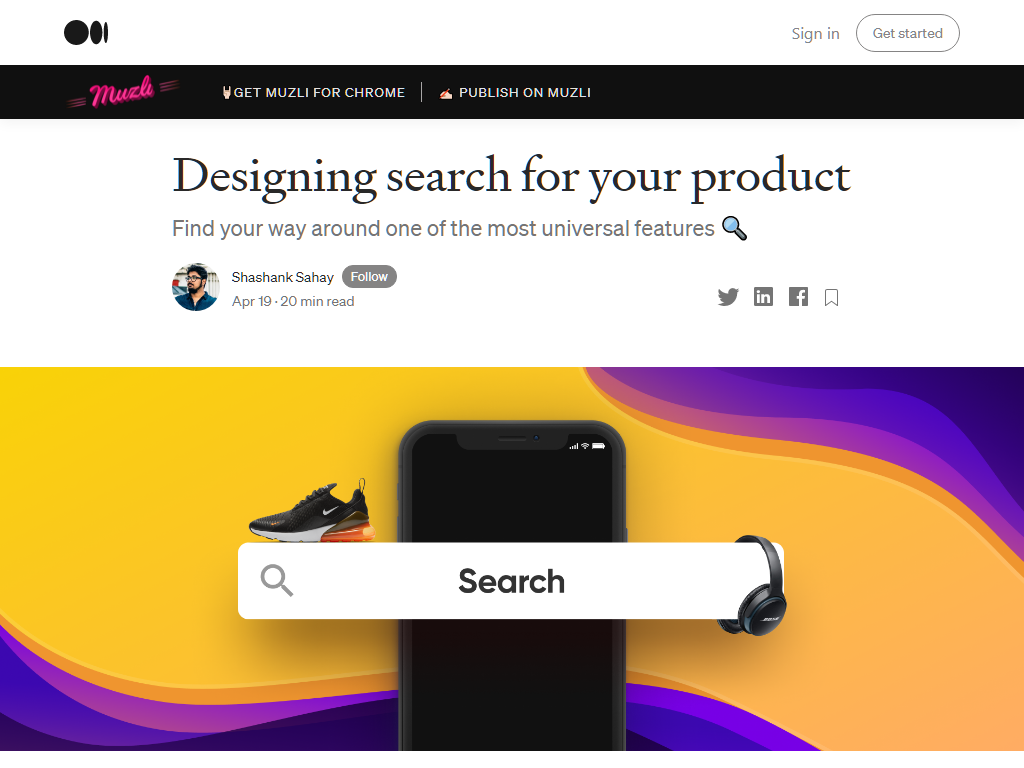 Sign in
Get started
Muzli
GET MUZLI FOR CHROME
PUBLISH ON MUZLI
Designing search for your product
Find your way around one of the most universal features
Shashank Sahay
Follow
Apr 19 · 20 min read
in
Search
BOSE